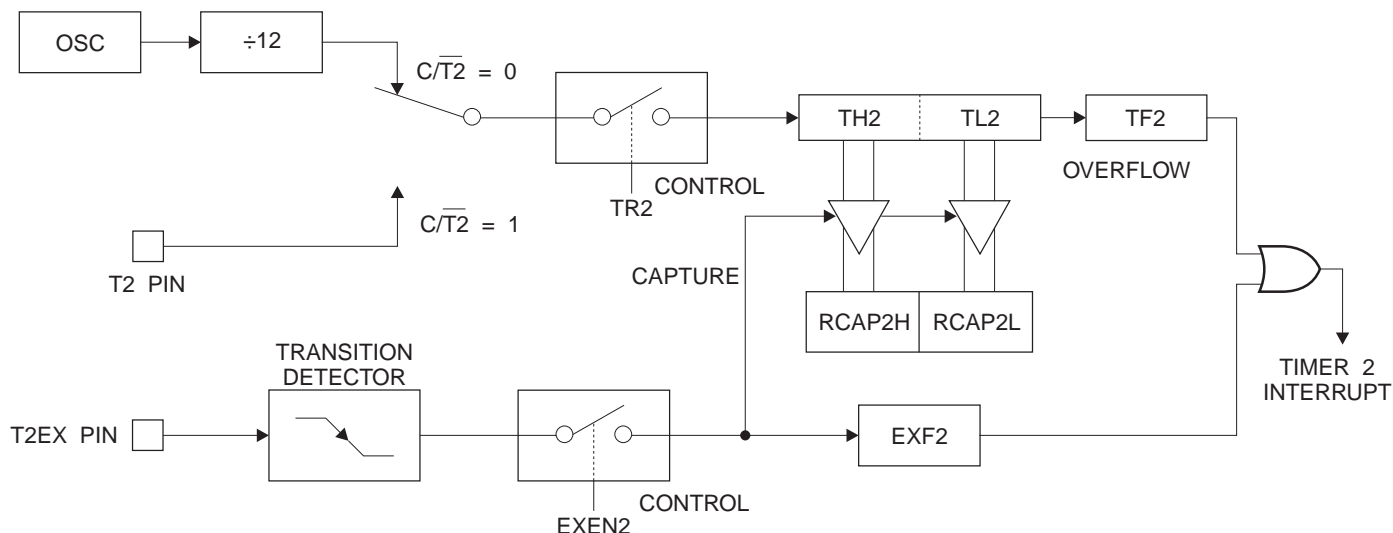 OSC
÷12
C/T2 = 0
TH2
TL2
TF2
OVERFLOW
CONTROL
TR2
C/T2 = 1
T2 PIN
CAPTURE
RCAP2H
RCAP2L
TRANSITION
DETECTOR
TIMER 2
INTERRUPT
T2EX PIN
EXF2
CONTROL
EXEN2